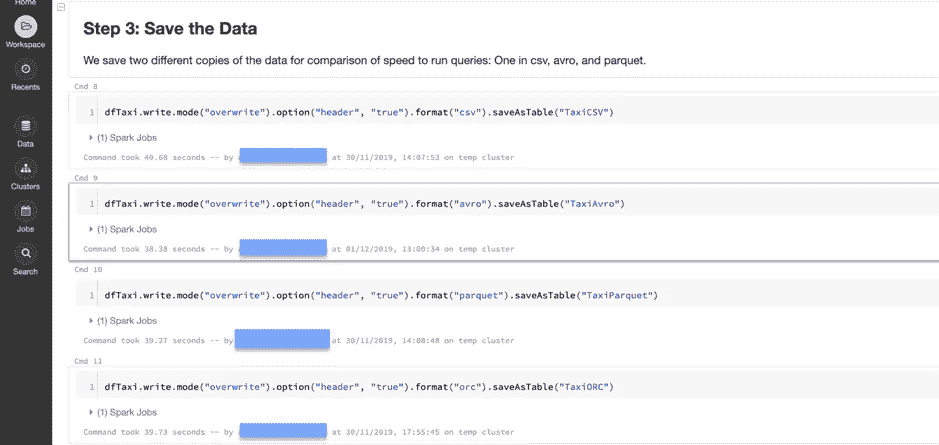 Home
Workspace
Recents
Data
Clusters
Jobs
Search
Step 3: Save the Data
We save two different copies of the data for comparison of speed to run queries: One in csv, avro, and parquet.
Cmd 8
1 dfTaxi.write.mode("overwrite").option("header", "true").format("csv").saveAsTable("TaxiCSV")
(1) Spark Jobs
Command took 40.68 seconds -- by at 30/11/2019, 14:07:53 on temp cluster
Cmd 9
1 dfTaxi.write.mode("overwrite").option("header", "true").format("avro").saveAsTable("TaxiAvro")
(1) Spark Jobs
Command took 38.38 seconds -- by at 01/12/2019, 13:00:34 on temp cluster
Cmd 10
1 dfTaxi.write.mode("overwrite").option("header", "true").format("parquet").saveAsTable("TaxiParquet")
(1) Spark Jobs
Command took 39.27 seconds -- by at 30/11/2019, 14:08:48 on temp cluster
Cmd 11
1 dfTaxi.write.mode("overwrite").option("header", "true").format("orc").saveAsTable("TaxiORC")
(1) Spark Jobs
Command took 39.73 seconds -- by at 30/11/2019, 17:55:45 on temp cluster